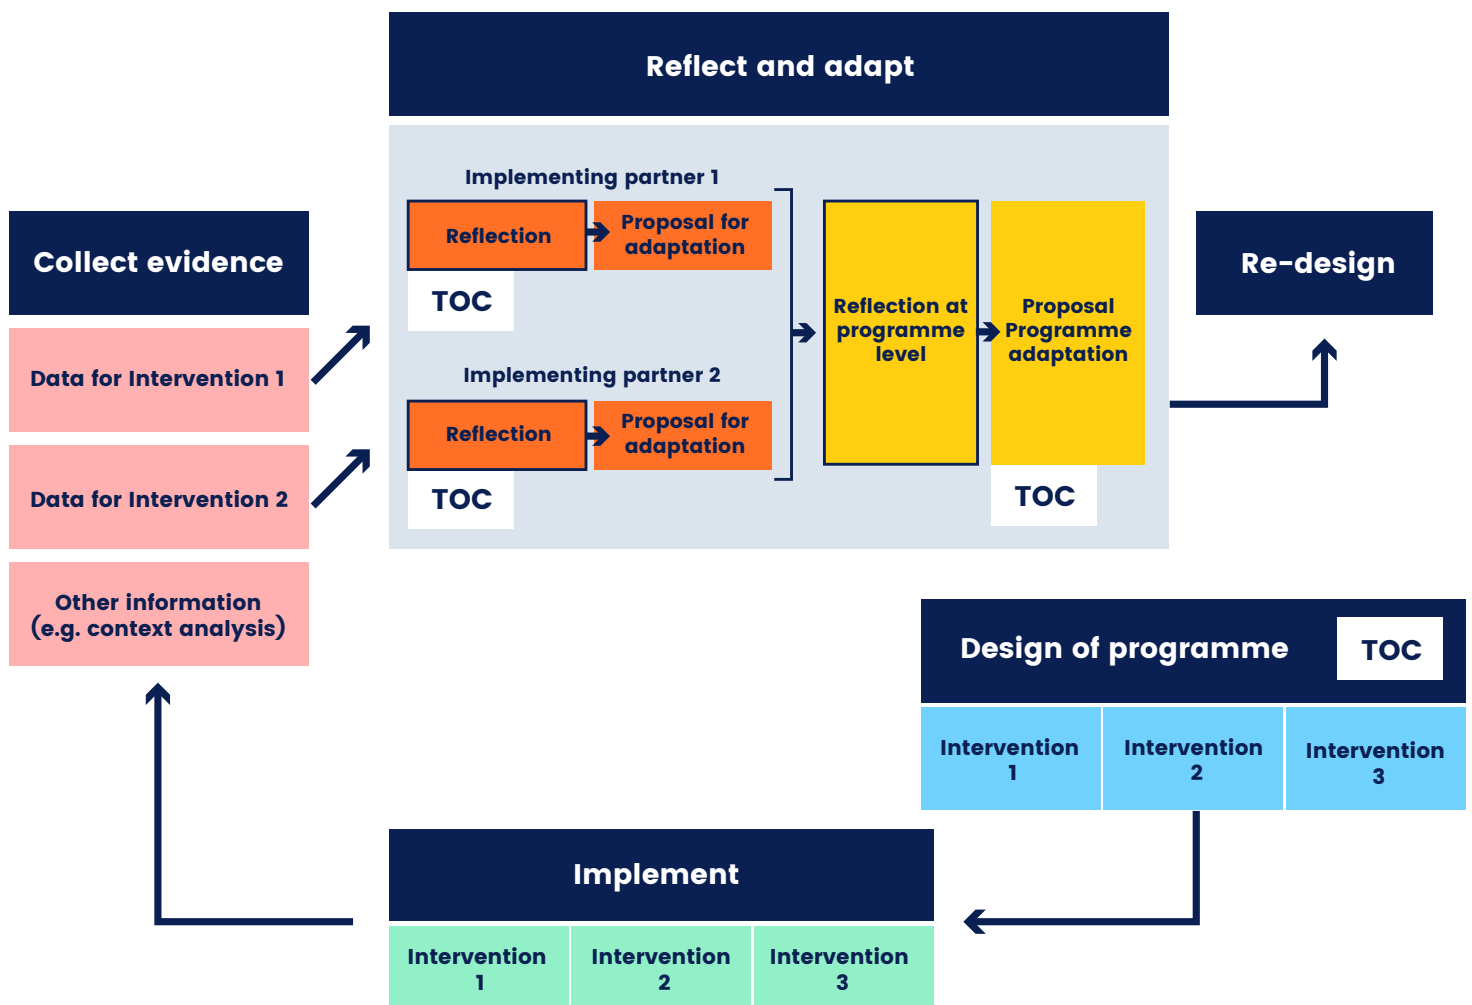 Reflect and adapt
Collect evidence
Data for Intervention 1
Data for Intervention 2
Other information
(e.g. context analysis)
Implementing partner 1
Reflection
Proposal for
adaptation
TOC
Implementing partner 2
Reflection
Proposal for
adaptation
TOC
Reflection at
programme
level
Proposal
Programme
adaptation
TOC
Re-design
Design of programme
TOC
Intervention
1
Intervention
2
Intervention
3
Implement
Intervention
1
Intervention
2
Intervention
3